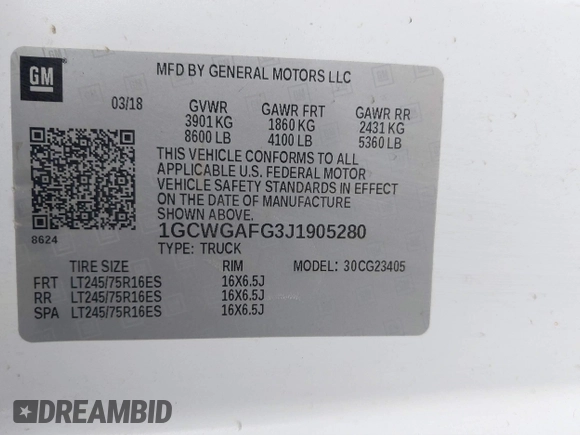 GM
MFD BY GENERAL MOTORS LLC
03/18 GVWR GAWR FRT GAWR RR
3901 KG 1860 KG 2431 KG
8600 LB 4100 LB 5360 LB
THIS VEHICLE CONFORMS TO ALL
APPLICABLE U.S. FEDERAL MOTOR
VEHICLE SAFETY STANDARDS IN EFFECT
ON THE DATE OF MANUFACTURE
SHOWN ABOVE.
8624 1GCWGAFG3J1905280
TYPE: TRUCK
TIRE SIZE RIM MODEL: 30CG23405
FRT LT245/75R16ES 16X6.5J
RR LT245/75R16ES 16X6.5J
SPA LT245/75R16ES 16X6.5J
DREAMBID